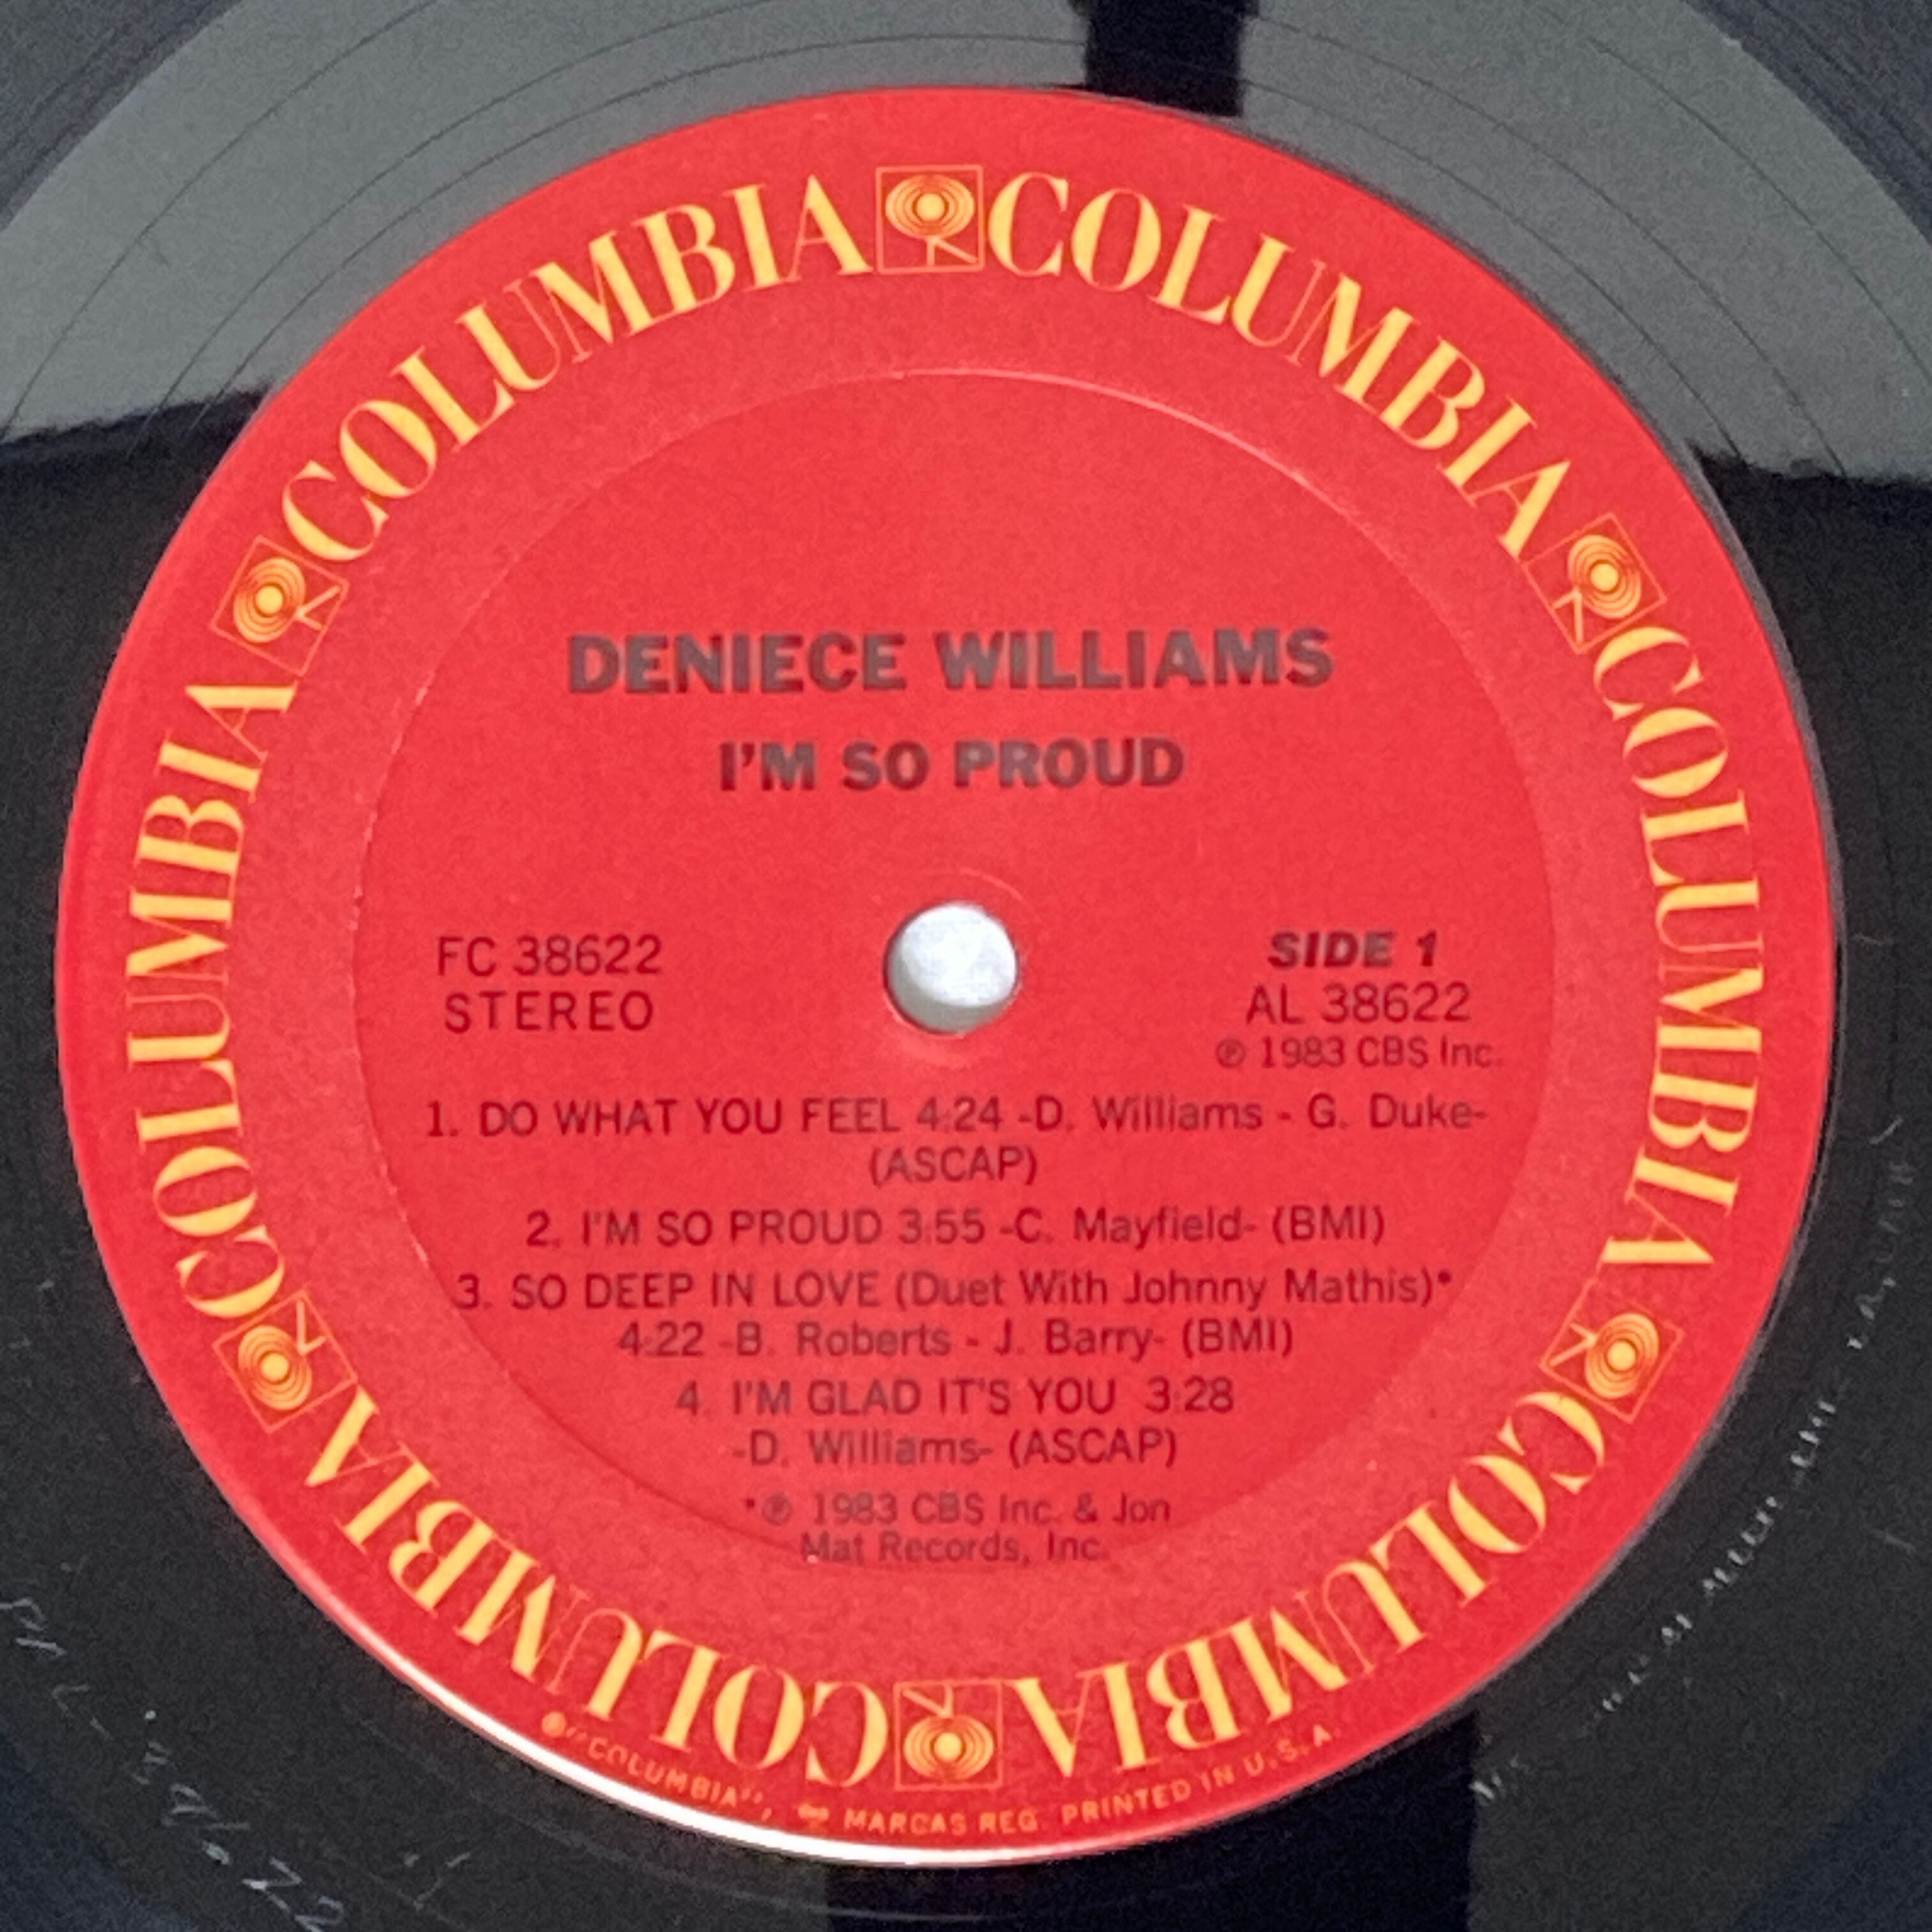 COLUMBIA COLUMBIA COLUMBIA COLUMBIA COLUMBIA COLUMBIA
DENIECE WILLIAMS
I'M SO PROUD
FC 38622
STEREO
SIDE 1
AL 38622
℗ 1983 CBS Inc.
1. DO WHAT YOU FEEL 4:24 -D. Williams - G. Duke-
(ASCAP)
2. I'M SO PROUD 3:55 -C. Mayfield- (BMI)
3. SO DEEP IN LOVE (Duet With Johnny Mathis)*
4:22 -B. Roberts - J. Barry- (BMI)
4. I'M GLAD IT'S YOU 3:28
-D. Williams- (ASCAP)
*℗ 1983 CBS Inc. & Jon
Mat Records, Inc.
"COLUMBIA", MARCAS REG. PRINTED IN U.S.A.